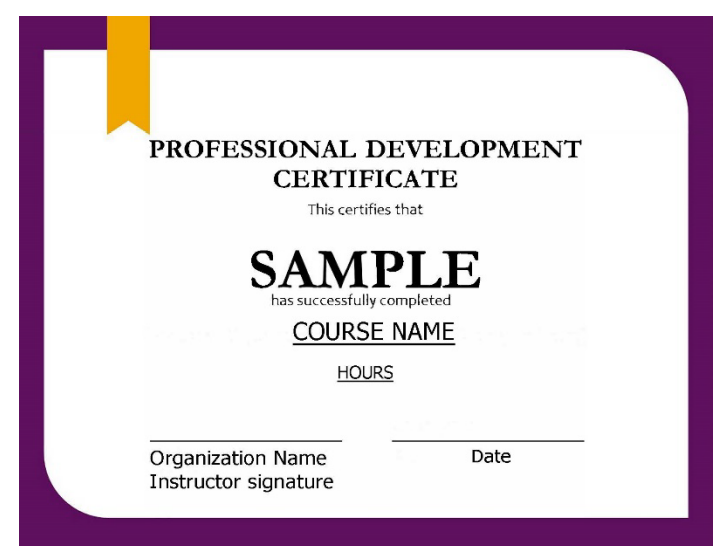 PROFESSIONAL DEVELOPMENT
CERTIFICATE
This certifies that
SAMPLE
has successfully completed
COURSE NAME
HOURS
Organization Name
Date
Instructor signature